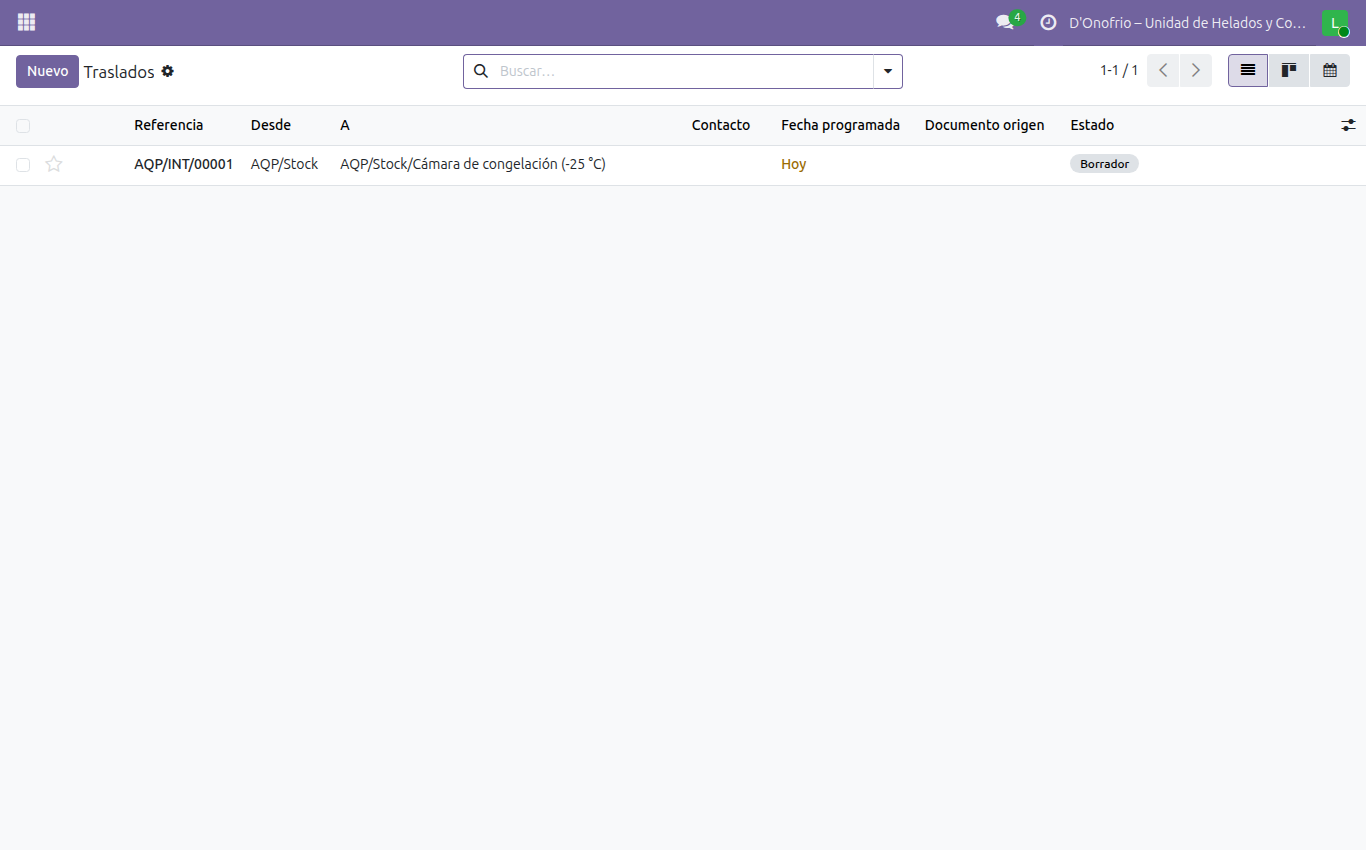 4
D'Onofrio – Unidad de Helados y Co...
L
Nuevo
Traslados
Buscar...
1-1 / 1
Referencia Desde A Contacto Fecha programada Documento origen Estado
AQP/INT/00001 AQP/Stock AQP/Stock/Cámara de congelación (-25 °C) Hoy Borrador